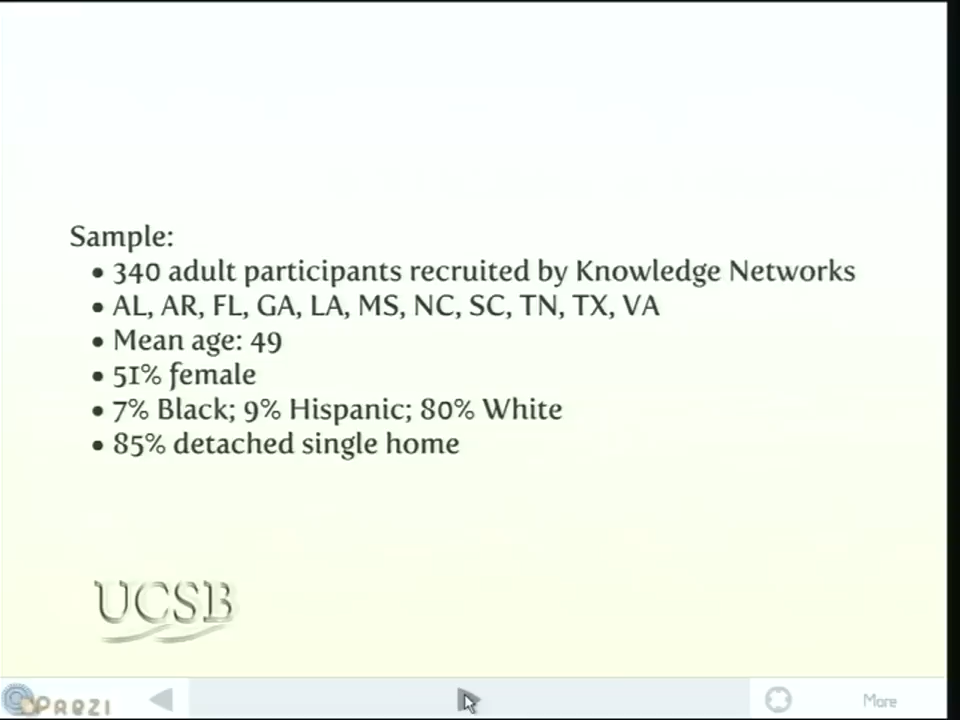 Sample:
• 340 adult participants recruited by Knowledge Networks
• AL, AR, FL, GA, LA, MS, NC, SC, TN, TX, VA
• Mean age: 49
• 51% female
• 7% Black; 9% Hispanic; 80% White
• 85% detached single home
UCSB
PREZI
More